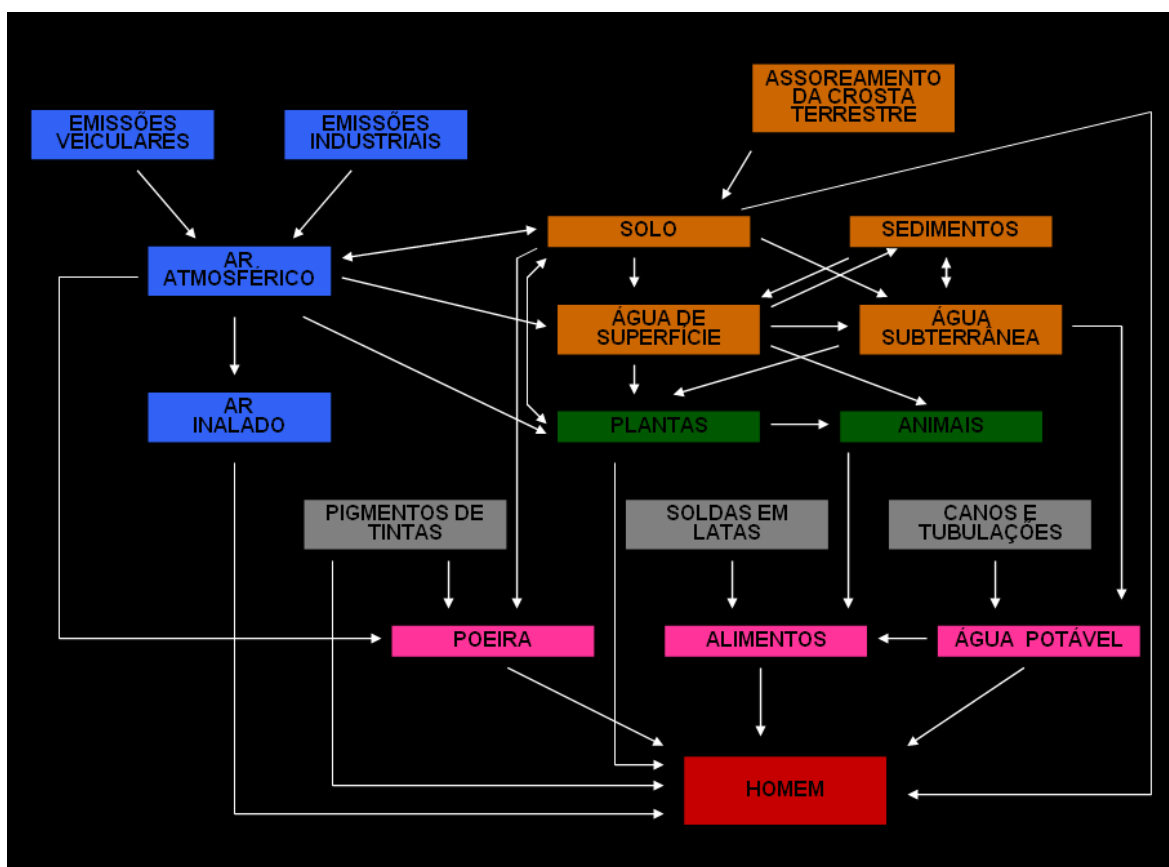 ASSOREAMENTO
DA CROSTA
TERRESTRE
EMISSÕES
VEICULARES
EMISSÕES
INDUSTRIAIS
SOLO
SEDIMENTOS
AR
ATMOSFÉRICO
ÁGUA DE
SUPERFÍCIE
ÁGUA
SUBTERRÂNEA
AR
INALADO
PLANTAS
ANIMAIS
PIGMENTOS DE
TINTAS
SOLDAS EM
LATAS
CANOS E
TUBULAÇÕES
POEIRA
ALIMENTOS
ÁGUA POTÁVEL
HOMEM